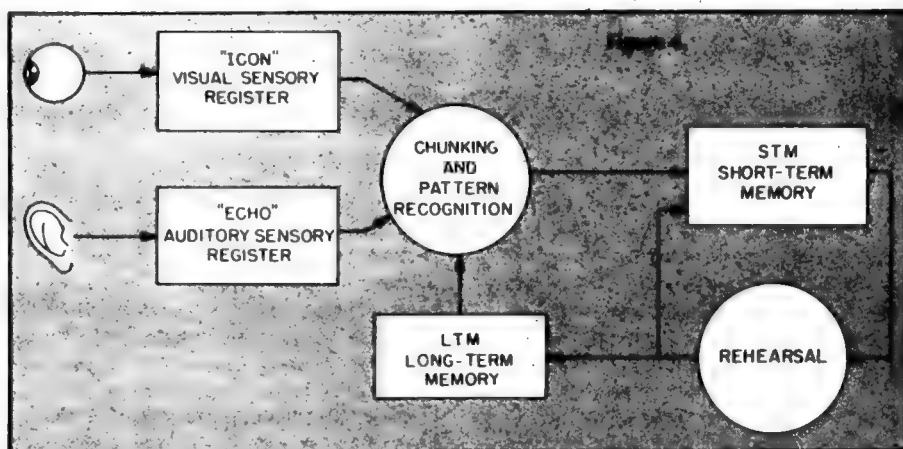 "ICON"
VISUAL SENSORY
REGISTER
CHUNKING
AND
PATTERN
RECOGNITION
STM
SHORT-TERM
MEMORY
"ECHO"
AUDITORY SENSORY
REGISTER
LTM
LONG-TERM
MEMORY
REHEARSAL